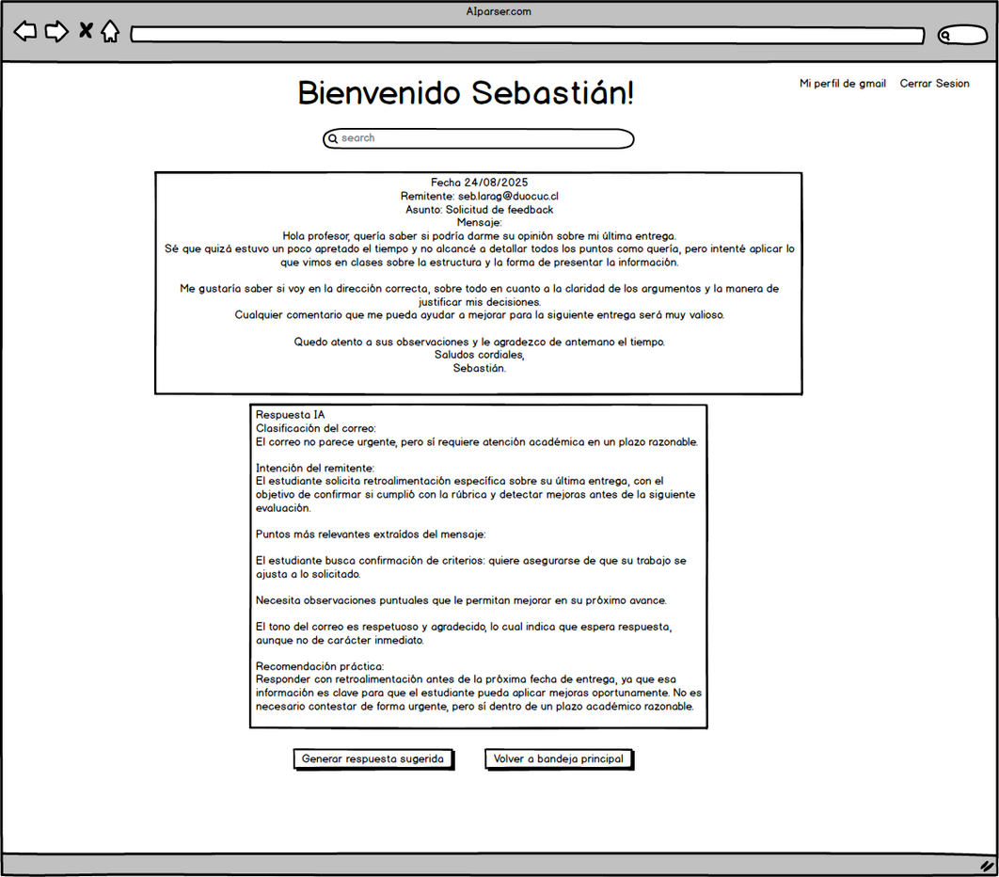 AIparser.com
Bienvenido Sebastián!
Mi perfil de gmail
Cerrar Sesion
search
Fecha 24/08/2025
Remitente: seb.larag@duocuc.cl
Asunto: Solicitud de feedback
Mensaje:
Hola profesor, quería saber si podría darme su opinión sobre mi última entrega.
Sé que quizá estuvo un poco apretado el tiempo y no alcancé a detallar todos los puntos como quería, pero intenté aplicar lo
que vimos en clases sobre la estructura y la forma de presentar la información.
Me gustaría saber si voy en la dirección correcta, sobre todo en cuanto a la claridad de los argumentos y la manera de
justificar mis decisiones.
Cualquier comentario que me pueda ayudar a mejorar para la siguiente entrega será muy valioso.
Quedo atento a sus observaciones y le agradezco de antemano el tiempo.
Saludos cordiales,
Sebastián.
Respuesta IA
Clasificación del correo:
El correo no parece urgente, pero sí requiere atención académica en un plazo razonable.
Intención del remitente:
El estudiante solicita retroalimentación específica sobre su última entrega, con el
objetivo de confirmar si cumplió con la rúbrica y detectar mejoras antes de la siguiente
evaluación.
Puntos más relevantes extraídos del mensaje:
El estudiante busca confirmación de criterios: quiere asegurarse de que su trabajo se
ajusta a lo solicitado.
Necesita observaciones puntuales que le permitan mejorar en su próximo avance.
El tono del correo es respetuoso y agradecido, lo cual indica que espera respuesta,
aunque no de carácter inmediato.
Recomendación práctica:
Responder con retroalimentación antes de la próxima fecha de entrega, ya que esa
información es clave para que el estudiante pueda aplicar mejoras oportunamente. No es
necesario contestar de forma urgente, pero sí dentro de un plazo académico razonable.
Generar respuesta sugerida
Volver a bandeja principal